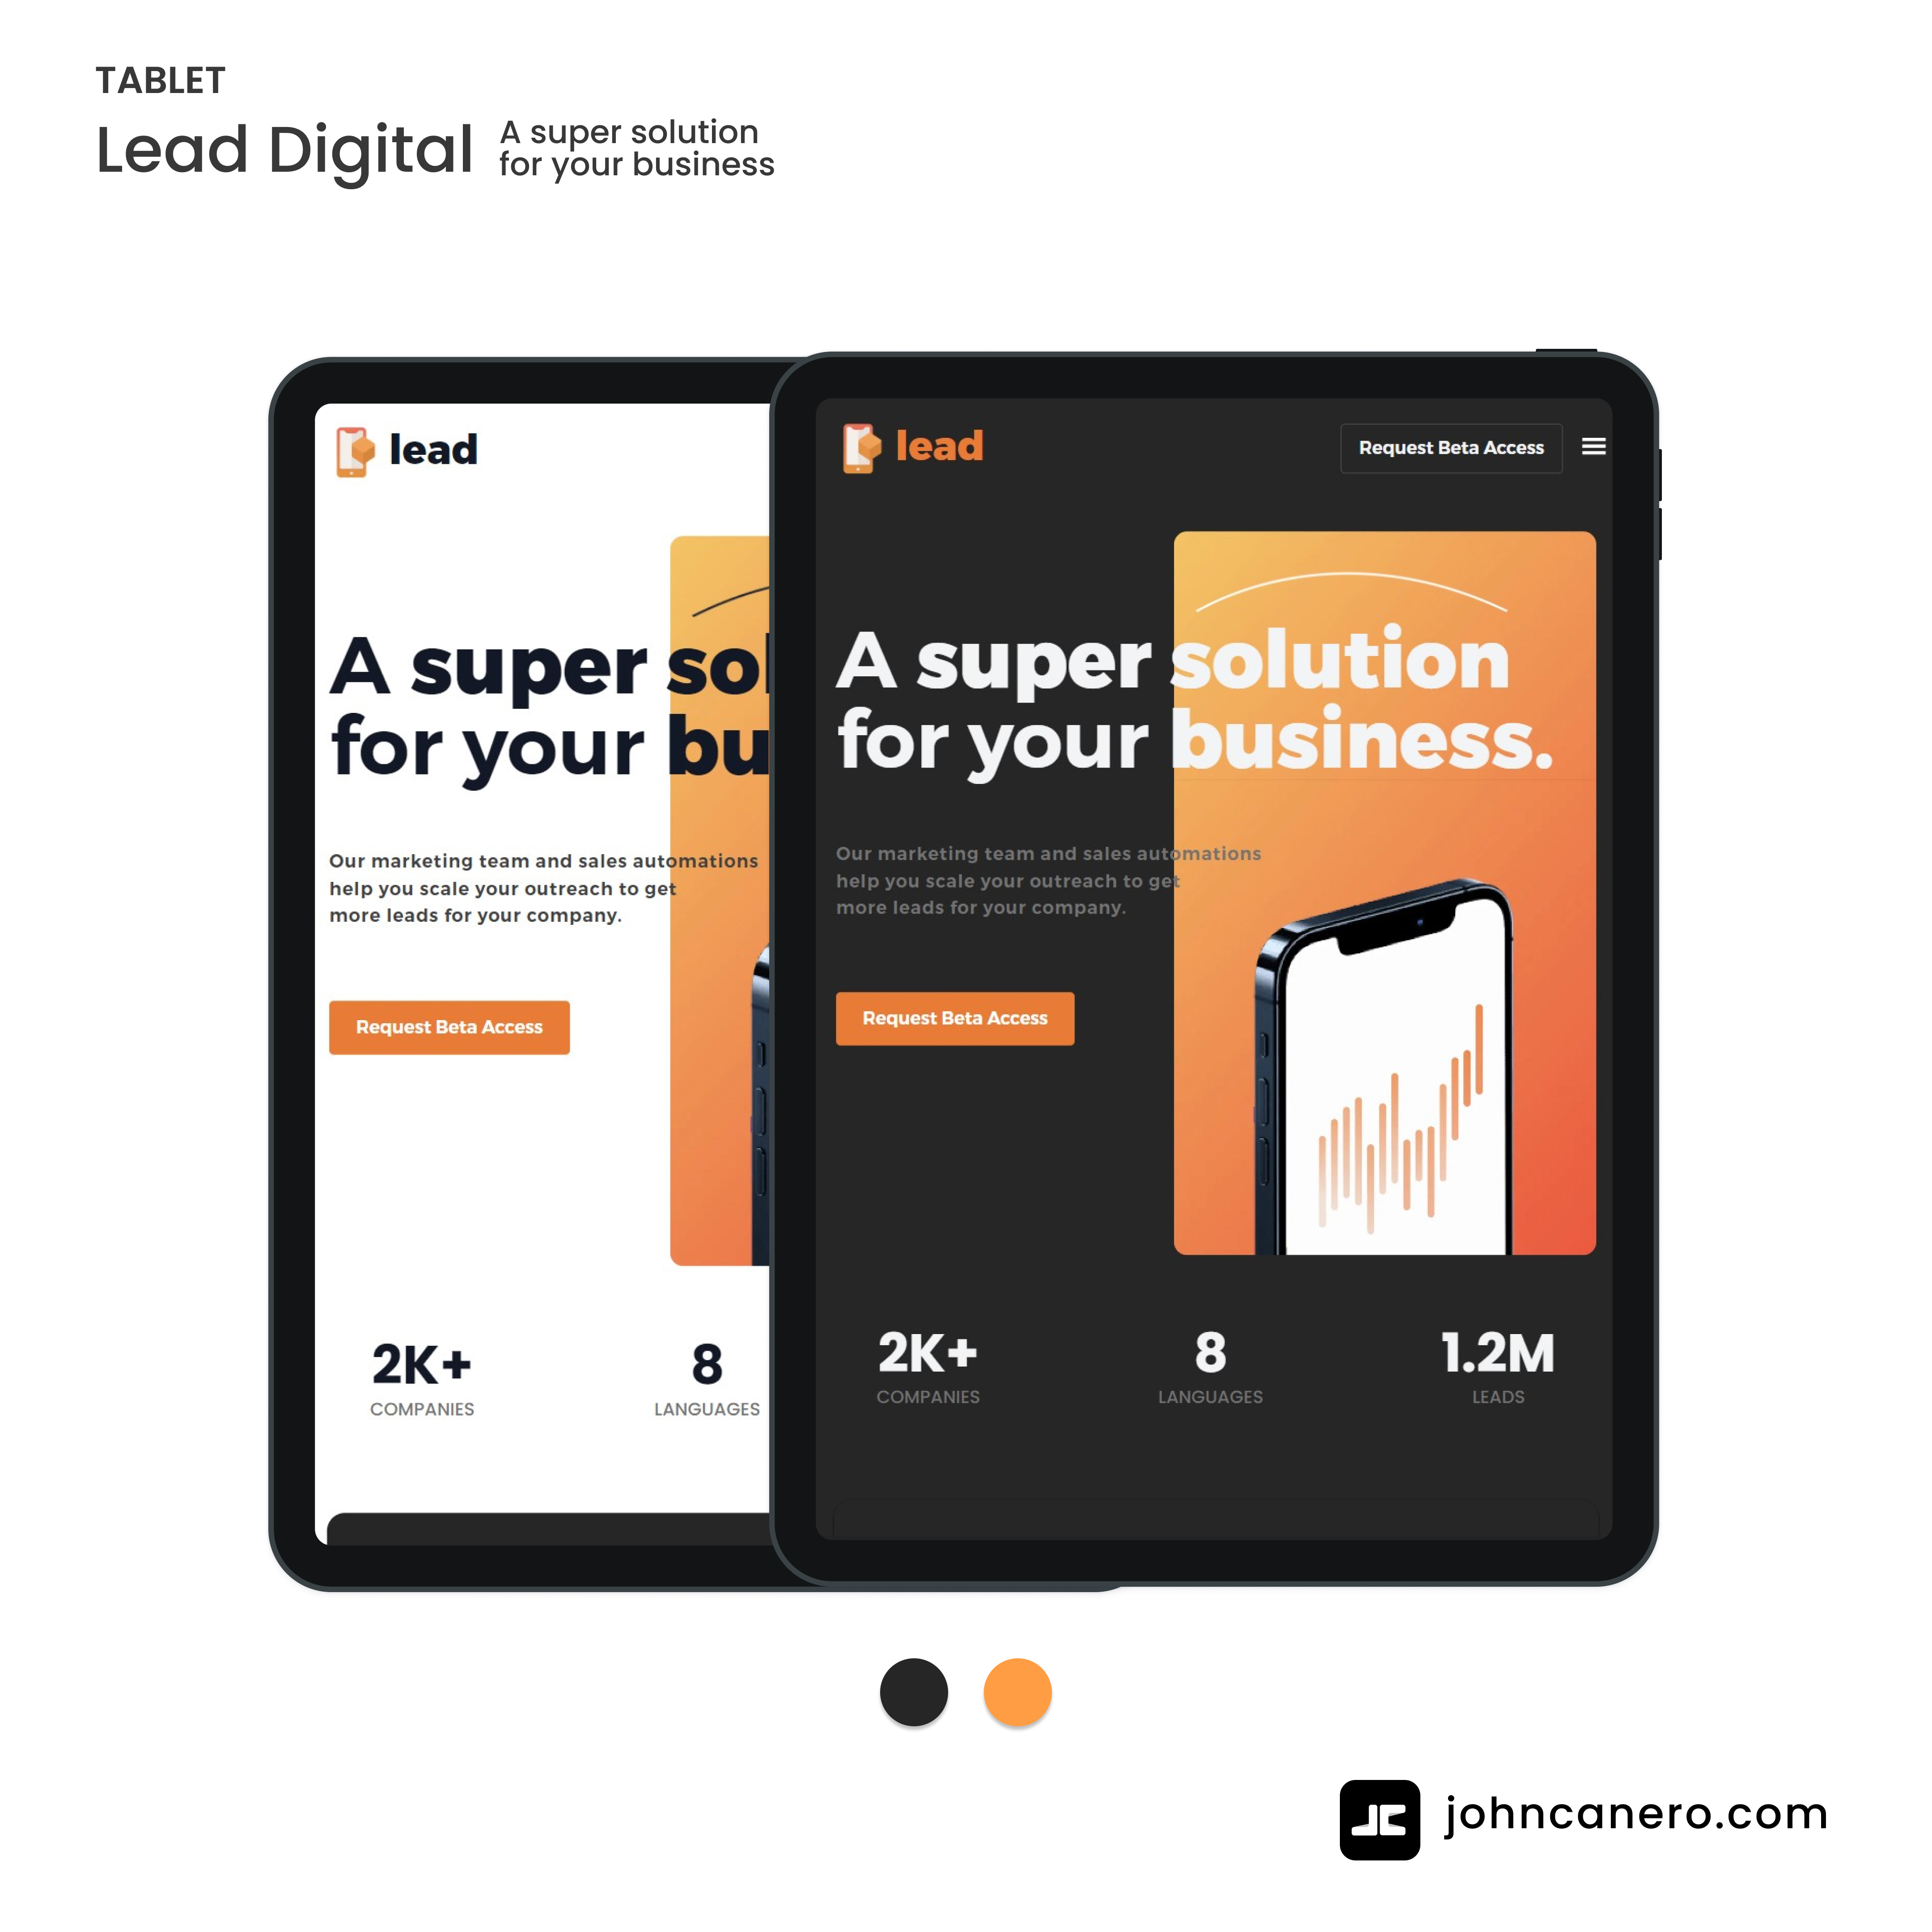 TABLET
Lead Digital
A super solution
for your business
lead
A super sol
for your bu
Our marketing team and sales automations
help you scale your outreach to get
more leads for your company.
Request Beta Access
2K+
COMPANIES
8
LANGUAGES
lead
Request Beta Access
A super solution
for your business.
Our marketing team and sales automations
help you scale your outreach to get
more leads for your company.
Request Beta Access
2K+
COMPANIES
8
LANGUAGES
1.2M
LEADS
JC
johncanero.com